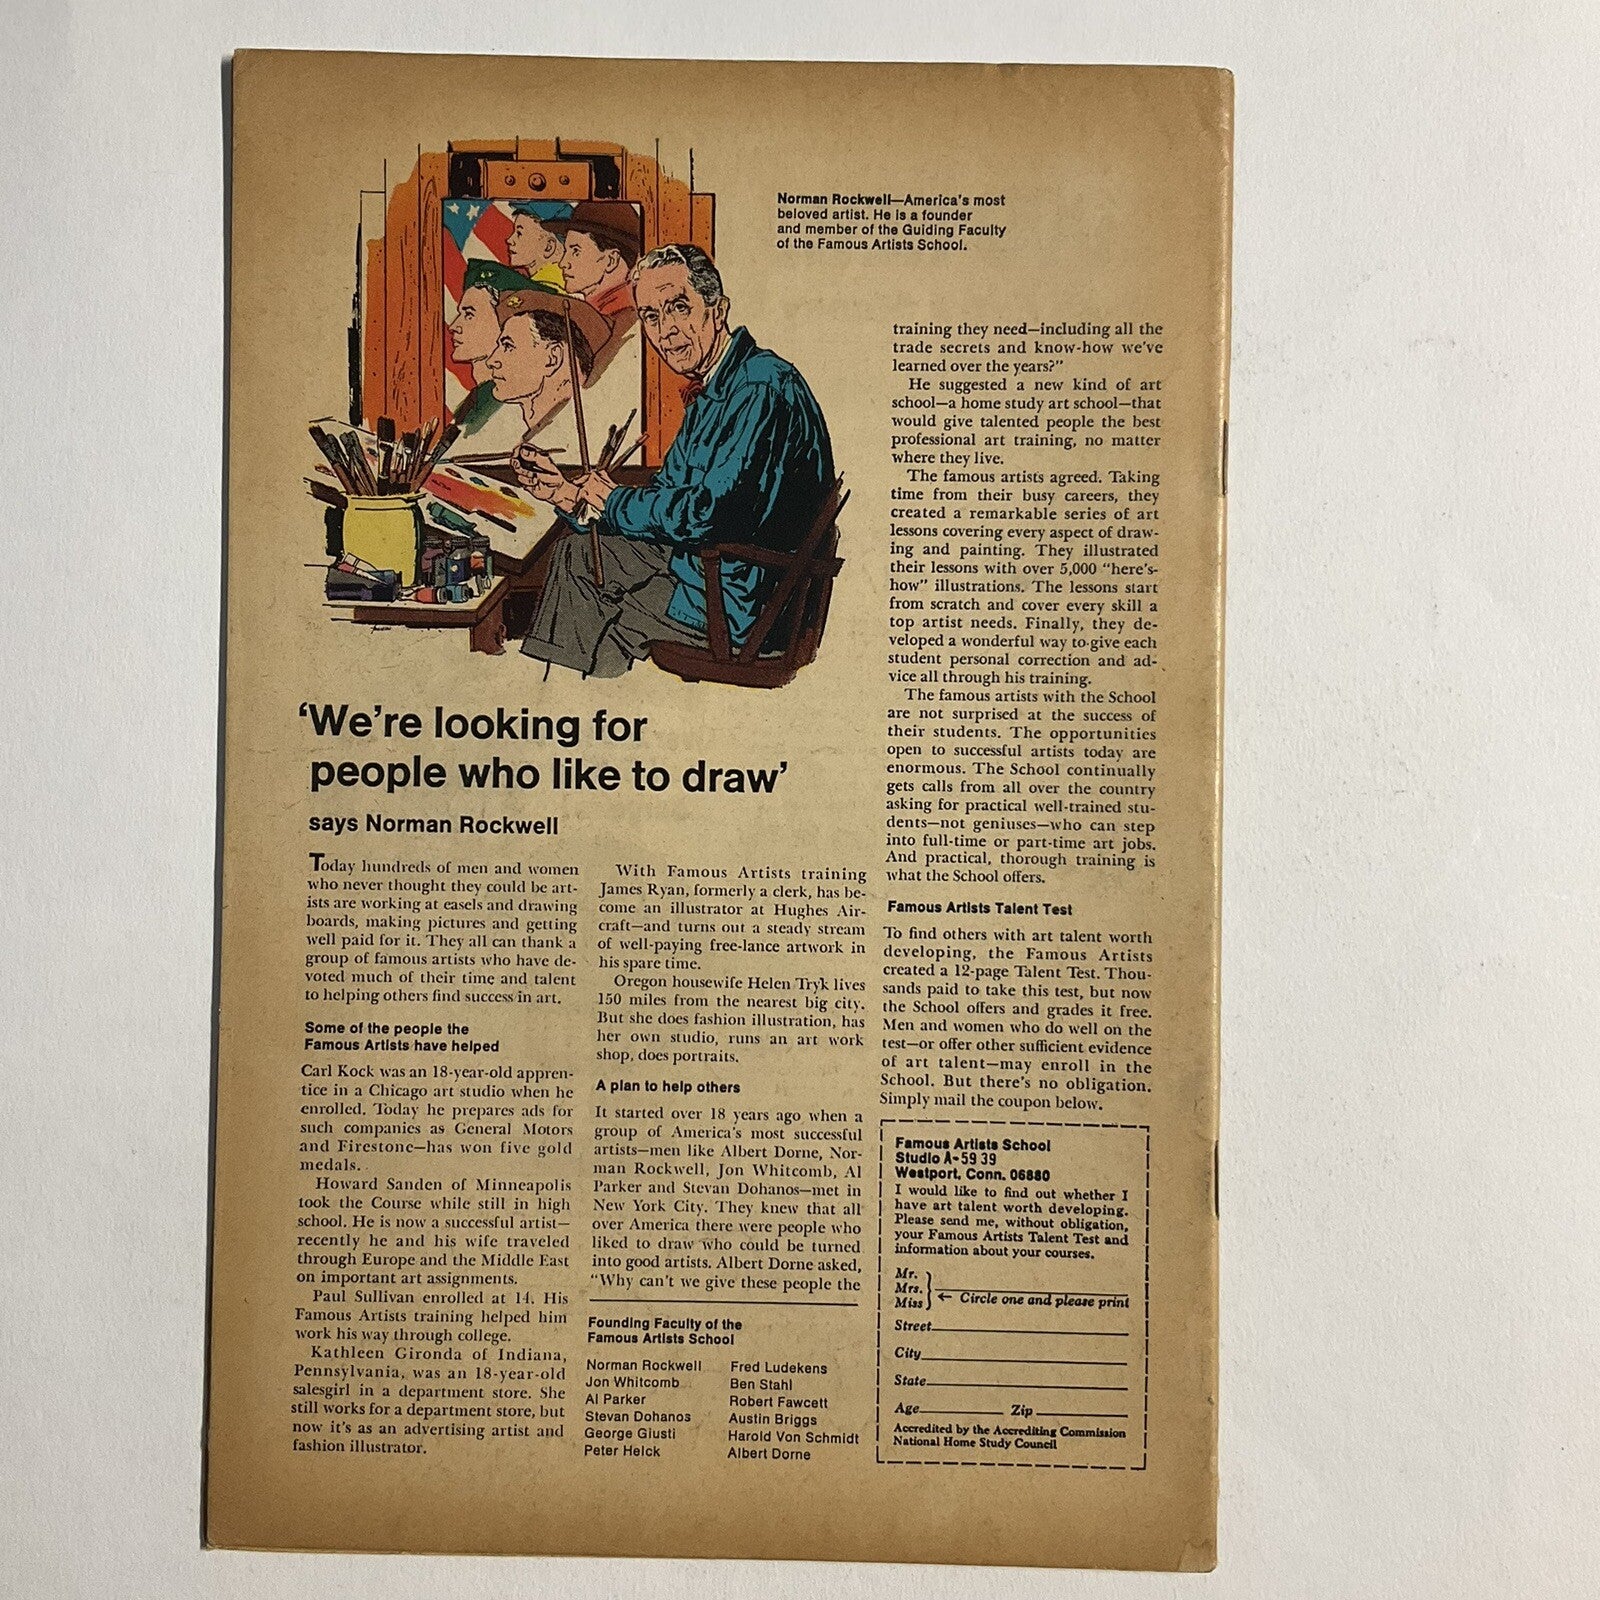 Norman Rockwell—America's most
beloved artist. He is a founder
and member of the Guiding Faculty
of the Famous Artists School.
'We're looking for
people who like to draw'
says Norman Rockwell
Today hundreds of men and women
who never thought they could be art-
ists are working at easels and drawing
boards, making pictures and getting
well paid for it. They all can thank a
group of famous artists who have de-
voted much of their time and talent
to helping others find success in art.
Some of the people the
Famous Artists have helped
Carl Kock was an 18-year-old appren-
tice in a Chicago art studio when he
enrolled. Today he prepares ads for
such companies as General Motors
and Firestone—has won five gold
medals.
Howard Sanden of Minneapolis
took the Course while still in high
school. He is now a successful artist—
recently he and his wife traveled
through Europe and the Middle East
on important art assignments.
Paul Sullivan enrolled at 14. His
Famous Artists training helped him
work his way through college.
Kathleen Gironda of Indiana,
Pennsylvania, was an 18-year-old
salesgirl in a department store. She
still works for a department store, but
now it's as an advertising artist and
fashion illustrator.
With Famous Artists training
James Ryan, formerly a clerk, has be-
come an illustrator at Hughes Air-
craft—and turns out a steady stream
of well-paying free-lance artwork in
his spare time.
Oregon housewife Helen Tryk lives
150 miles from the nearest big city.
But she does fashion illustration, has
her own studio, runs an art work
shop, does portraits.
A plan to help others
It started over 18 years ago when a
group of America's most successful
artists—men like Albert Dorne, Nor-
man Rockwell, Jon Whitcomb, Al
Parker and Stevan Dohanos—met in
New York City. They knew that all
over America there were people who
liked to draw who could be turned
into good artists. Albert Dorne asked,
"Why can't we give these people the
Founding Faculty of the
Famous Artists School
Norman Rockwell
Jon Whitcomb
Al Parker
Stevan Dohanos
George Giusti
Peter Helck
Fred Ludekens
Ben Stahl
Robert Fawcett
Austin Briggs
Harold Von Schmidt
Albert Dorne
training they need—including all the
trade secrets and know-how we've
learned over the years?"
He suggested a new kind of art
school—a home study art school—that
would give talented people the best
professional art training, no matter
where they live.
The famous artists agreed. Taking
time from their busy careers, they
created a remarkable series of art
lessons covering every aspect of draw-
ing and painting. They illustrated
their lessons with over 5,000 "here's-
how" illustrations. The lessons start
from scratch and cover every skill a
top artist needs. Finally, they de-
veloped a wonderful way to give each
student personal correction and ad-
vice all through his training.
The famous artists with the School
are not surprised at the success of
their students. The opportunities
open to successful artists today are
enormous. The School continually
gets calls from all over the country
asking for practical well-trained stu-
dents—not geniuses—who can step
into full-time or part-time art jobs.
And practical, thorough training is
what the School offers.
Famous Artists Talent Test
To find others with art talent worth
developing, the Famous Artists
created a 12-page Talent Test. Thou-
sands paid to take this test, but now
the School offers and grades it free.
Men and women who do well on the
test—or offer other sufficient evidence
of art talent—may enroll in the
School. But there's no obligation.
Simply mail the coupon below.
Famous Artists School
Studio A-59 39
Westport, Conn. 06880
I would like to find out whether I
have art talent worth developing.
Please send me, without obligation,
your Famous Artists Talent Test and
information about your courses.
Mr.
Mrs.
Miss ← Circle one and please print
Street
City
State
Age Zip
Accredited by the Accrediting Commission
National Home Study Council